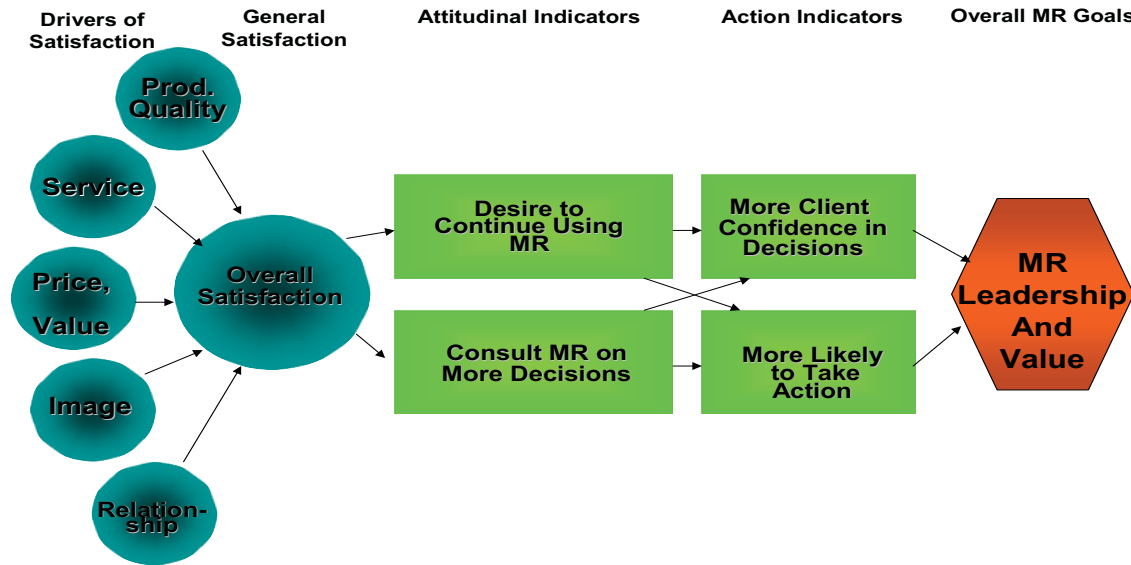 Drivers of
Satisfaction
General
Satisfaction
Attitudinal Indicators
Action Indicators
Overall MR Goals
Prod.
Quality
Service
Price,
Value
Image
Relation-
ship
Overall
Satisfaction
Desire to
Continue Using
MR
Consult MR on
More Decisions
More Client
Confidence in
Decisions
More Likely
to Take
Action
MR
Leadership
And
Value